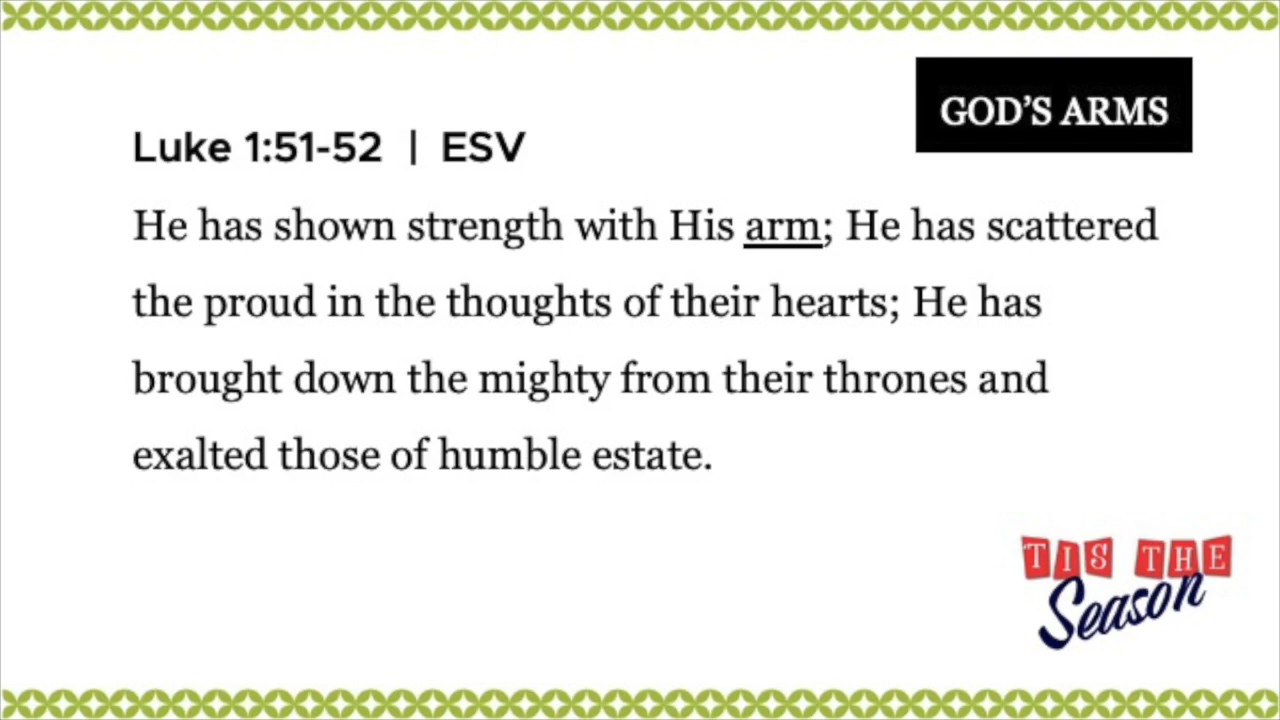 GOD'S ARMS
Luke 1:51-52 | ESV
He has shown strength with His arm; He has scattered
the proud in the thoughts of their hearts; He has
brought down the mighty from their thrones and
exalted those of humble estate.
TIS THE
Season